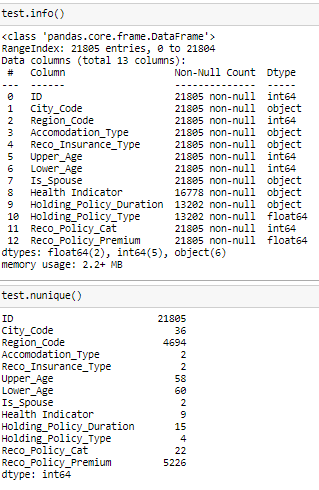 test.info()
<class 'pandas.core.frame.DataFrame'>
RangeIndex: 21805 entries, 0 to 21804
Data columns (total 13 columns):
 #   Column                   Non-Null Count  Dtype
---  ------                   --------------  -----
 0   ID                       21805 non-null  int64
 1   City_Code                21805 non-null  object
 2   Region_Code              21805 non-null  int64
 3   Accomodation_Type        21805 non-null  object
 4   Reco_Insurance_Type      21805 non-null  object
 5   Upper_Age                21805 non-null  int64
 6   Lower_Age                21805 non-null  int64
 7   Is_Spouse                21805 non-null  object
 8   Health Indicator         16778 non-null  object
 9   Holding_Policy_Duration  13202 non-null  object
 10  Holding_Policy_Type      13202 non-null  float64
 11  Reco_Policy_Cat          21805 non-null  int64
 12  Reco_Policy_Premium      21805 non-null  float64
dtypes: float64(2), int64(5), object(6)
memory usage: 2.2+ MB
test.nunique()
ID                         21805
City_Code                     36
Region_Code                 4694
Accomodation_Type              2
Reco_Insurance_Type            2
Upper_Age                     58
Lower_Age                     60
Is_Spouse                      2
Health Indicator               9
Holding_Policy_Duration       15
Holding_Policy_Type            4
Reco_Policy_Cat               22
Reco_Policy_Premium         5226
dtype: int64